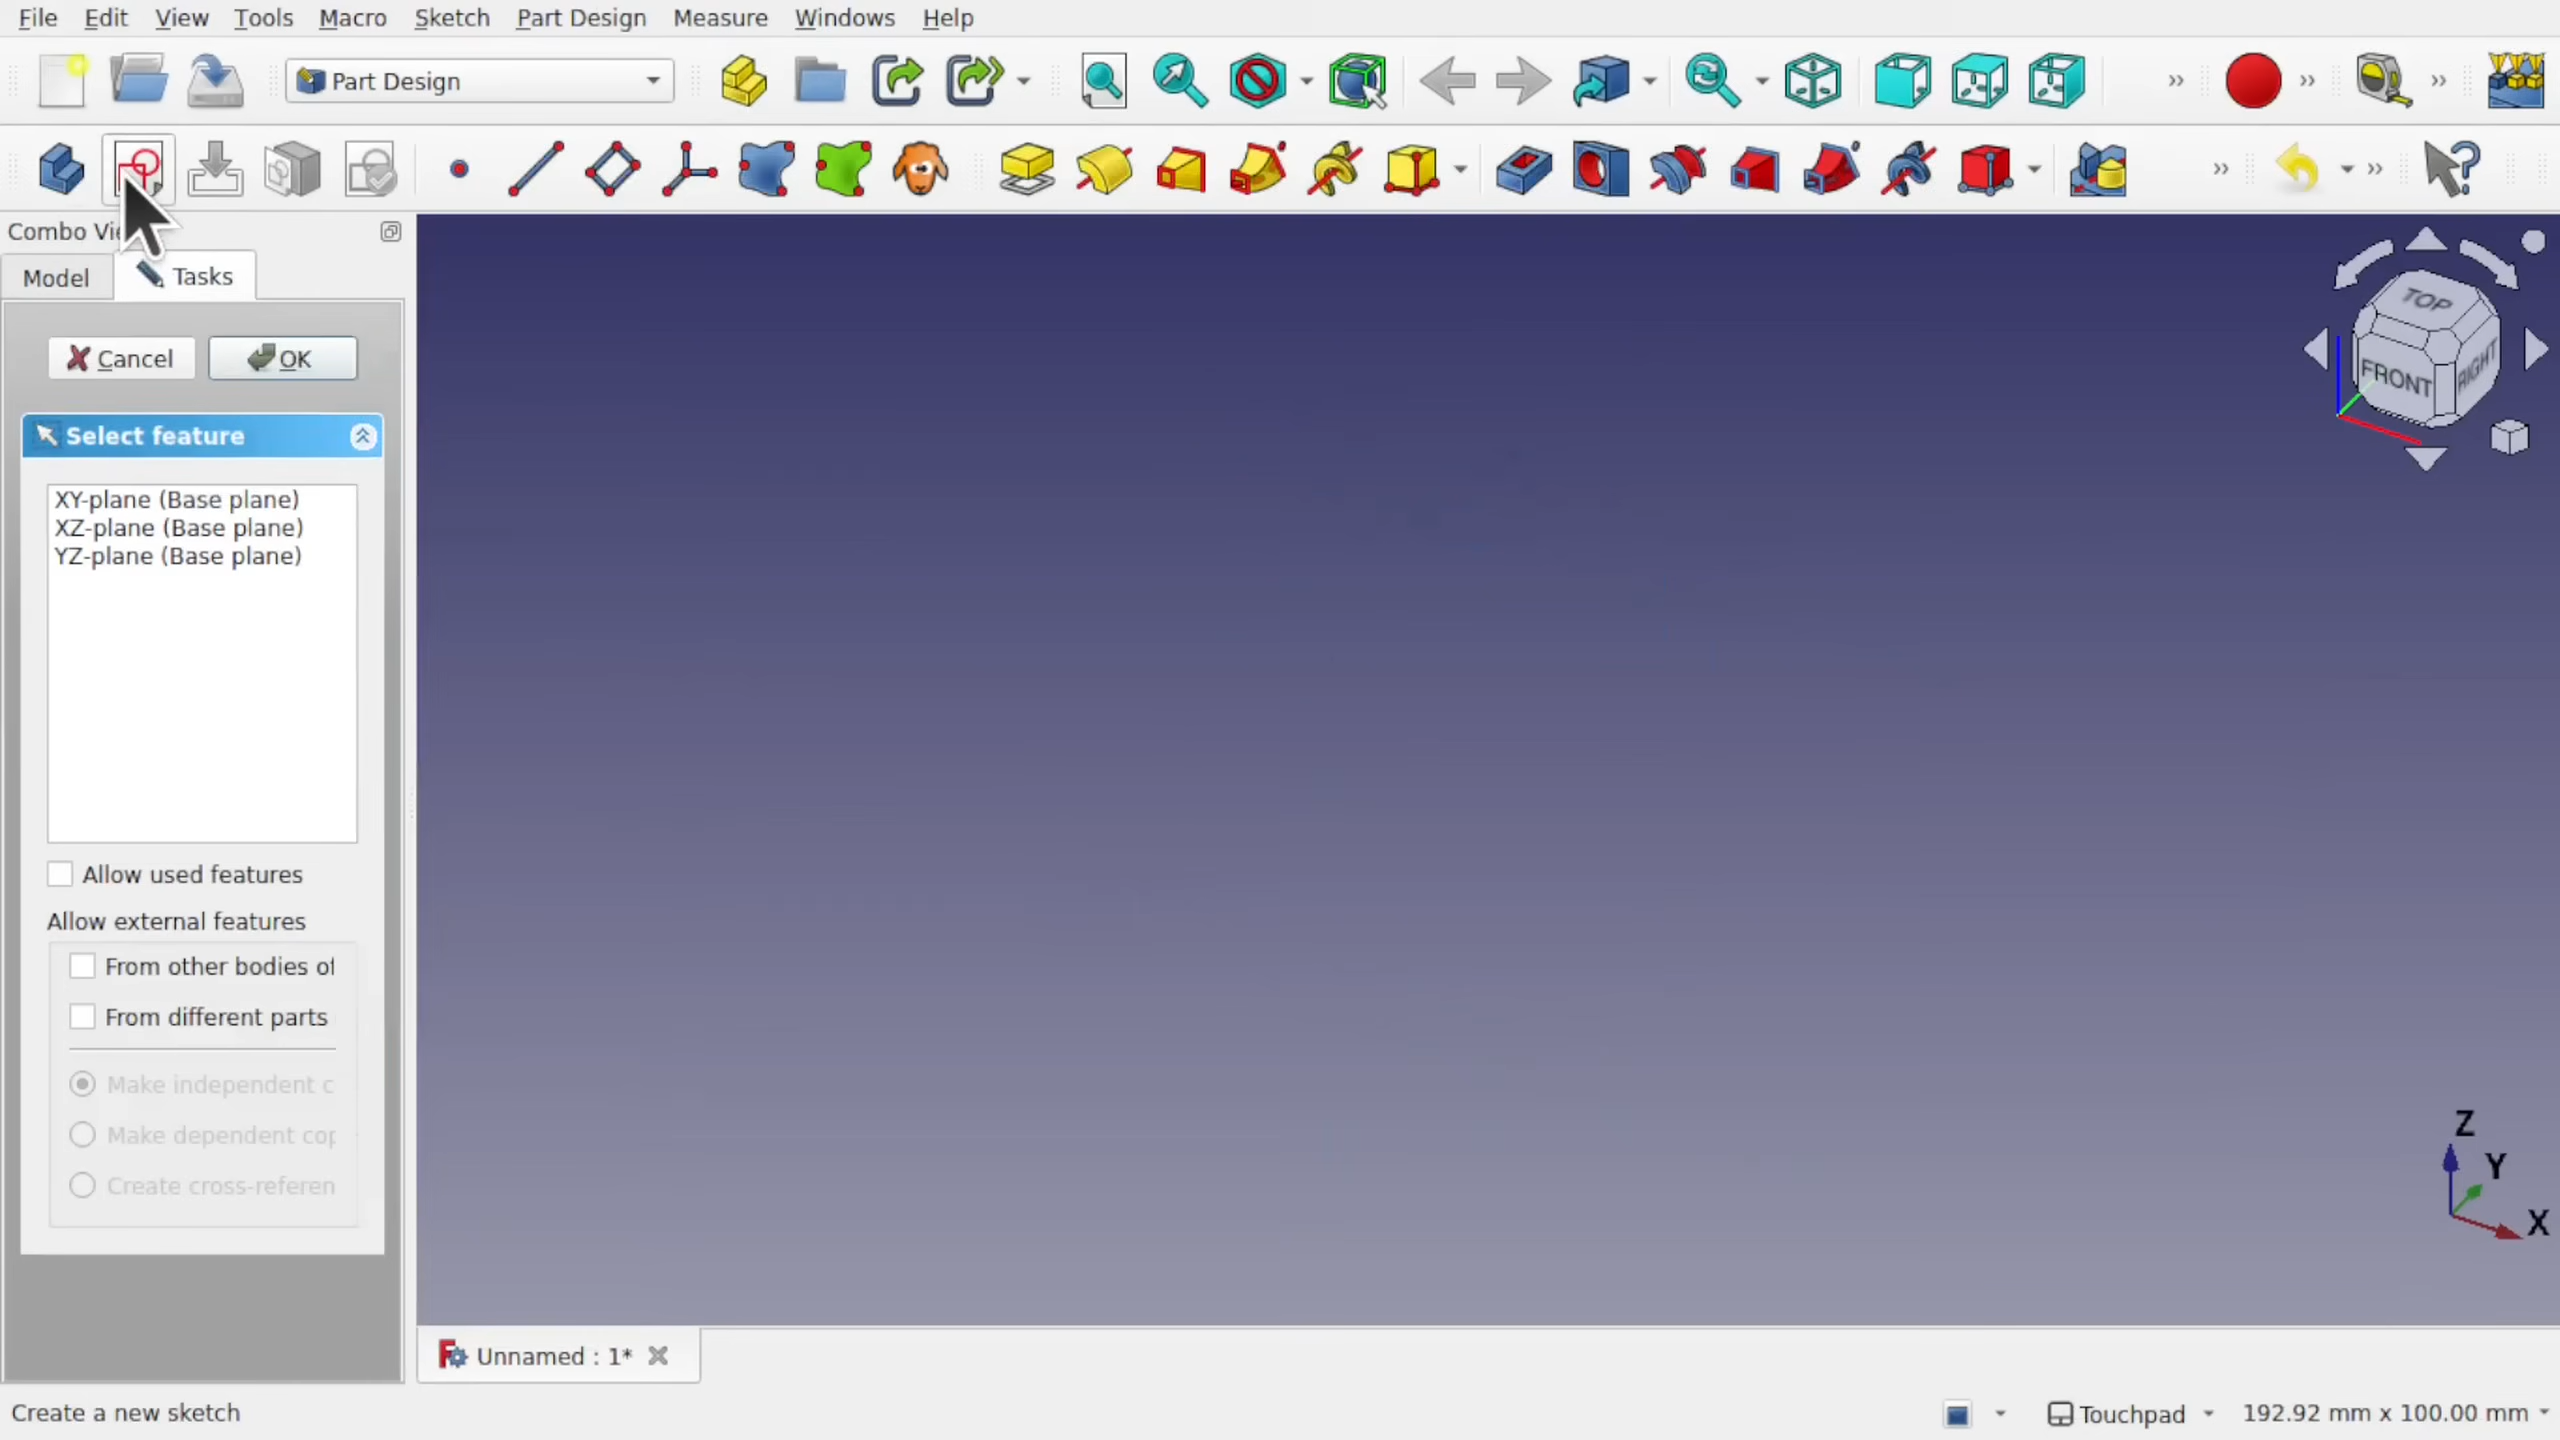 File Edit View Tools Macro Sketch Part Design Measure Windows Help
Part Design
Combo Vie
Model Tasks
Cancel OK
Select feature
XY-plane (Base plane)
XZ-plane (Base plane)
YZ-plane (Base plane)
Allow used features
Allow external features
From other bodies of
From different parts
Make independent c
Make dependent cop
Create cross-referen
TOP
FRONT
RIGHT
Z
Y
X
Unnamed : 1*
Create a new sketch
Touchpad
192.92 mm x 100.00 mm